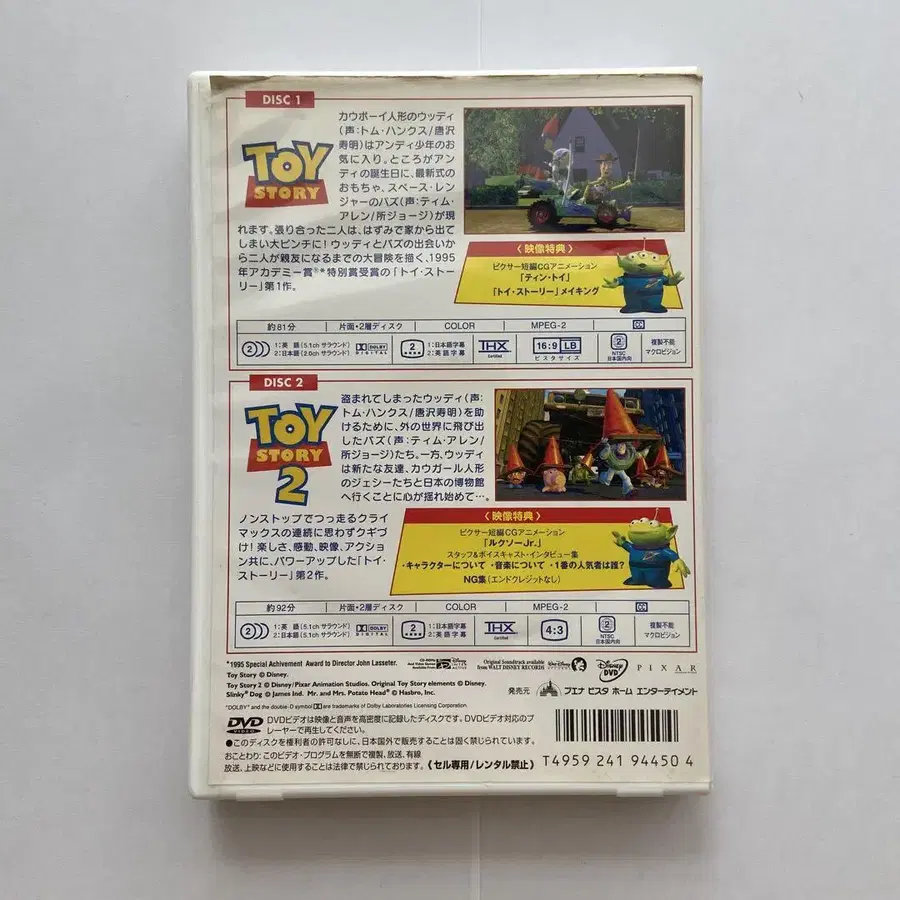 DISC 1
TOY STORY
カウボーイ人形のウッディ
(声:トム・ハンクス/唐沢
寿明)はアンディ少年のお
気に入り。ところがアン
ディの誕生日に、最新式の
おもちゃ、スペース・レン
ジャーのバズ(声:ティム・
アレン/所ジョージ)が現
れます。張り合った二人は、はずみで家から出て
しまい大ピンチに!ウッディとバズの出会いか
ら二人が親友になるまでの大冒険を描く、1995
年アカデミー賞®*特別賞受賞の「トイ・ストー
リー」第1作。
〈映像特典〉
ピクサー短編CGアニメーション
「ティン・トイ」
「トイ・ストーリー」メイキング
約81分
片面・2層ディスク
COLOR
MPEG-2
2
1:英語(5.1ch サラウンド)
2:日本語(2.0ch サラウンド)
DOLBY DIGITAL
2
1:日本語字幕
2:英語字幕
THX
16:9 LB
ビスタサイズ
2
NTSC
日本国内向
複製不能
マクロビジョン
DISC 2
TOY STORY 2
盗まれてしまったウッディ(声:
トム・ハンクス/唐沢寿明)を助
けるために、外の世界に飛び出
したバズ(声:ティム・アレン/
所ジョージ)たち。一方、ウッディ
は新たな友達、カウガール人形
のジェシーたちと日本の博物館
へ行くことに心が揺れ始めて…。
ノンストップでつっ走るクライ
マックスの連続に思わずクギづ
け!楽しさ、感動、映像、アクショ
ン共に、パワーアップした「トイ・
ストーリー」第2作。
〈映像特典〉
ピクサー短編CGアニメーション
「ルクソーJr.」
スタッフ&ボイスキャスト・インタビュー集
・キャラクターについて ・音楽について ・1番の人気者は誰?
NG集(エンドクレジットなし)
約92分
片面・2層ディスク
COLOR
MPEG-2
2
1:英語(5.1ch サラウンド)
2:日本語(5.1ch サラウンド)
DOLBY DIGITAL
2
1:日本語字幕
2:英語字幕
THX
4:3
2
NTSC
日本国内向
複製不能
マクロビジョン
*1995 Special Achivement Award to Director John Lasseter.
Toy Story © Disney.
Toy Story 2 © Disney/Pixar Animation Studios. Original Toy Story elements © Disney.
Slinky® Dog © James Ind. Mr. and Mrs. Potato Head® © Hasbro, Inc.
"DOLBY" and the double-D symbol are trademarks of Dolby Laboratories Licensing Corporation.
Original Soundtrack available
from WALT DISNEY RECORDS
Disney DVD
PIXAR
発売元 ブエナ ビスタ ホーム エンターテイメント
DVD VIDEO
DVDビデオは映像と音声を高密度に記録したディスクです。DVDビデオ対応のプ
レーヤーで再生してください。
●このディスクを権利者の許可なしに、日本国外で販売することは固く禁じられています。
おことわり:このビデオ・プログラムを無断で複製、放送、有線
放送、上映などに使用することは法律で禁じられております。
《セル専用/レンタル禁止》
T4959 241 94450 4